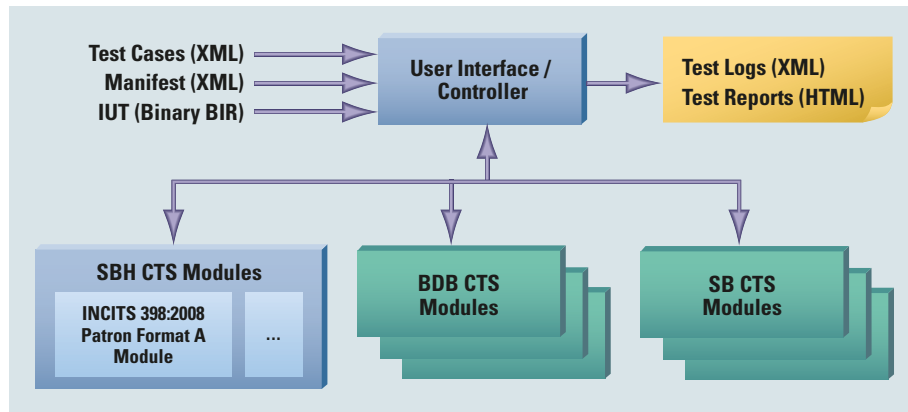 Test Cases (XML)
Manifest (XML)
IUT (Binary BIR)
User Interface /
Controller
Test Logs (XML)
Test Reports (HTML)
SBH CTS Modules
INCITS 398:2008
Patron Format A
Module
...
BDB CTS
Modules
SB CTS
Modules